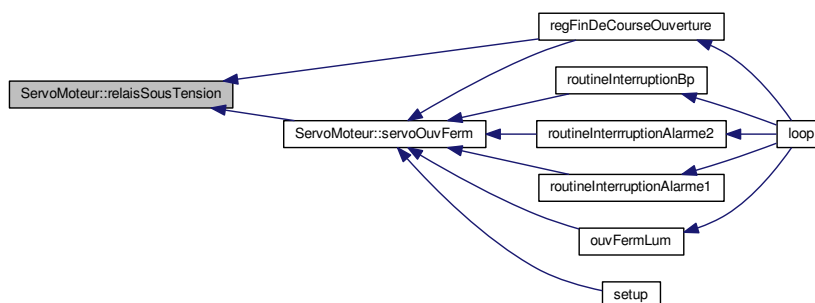 regFinDeCourseOuverture
routineInterruptionBp
ServoMoteur::relaisSousTension
ServoMoteur::servoOuvFerm
routineInterrruptionAlarme2
loop
routineInterruptionAlarme1
ouvFermLum
setup